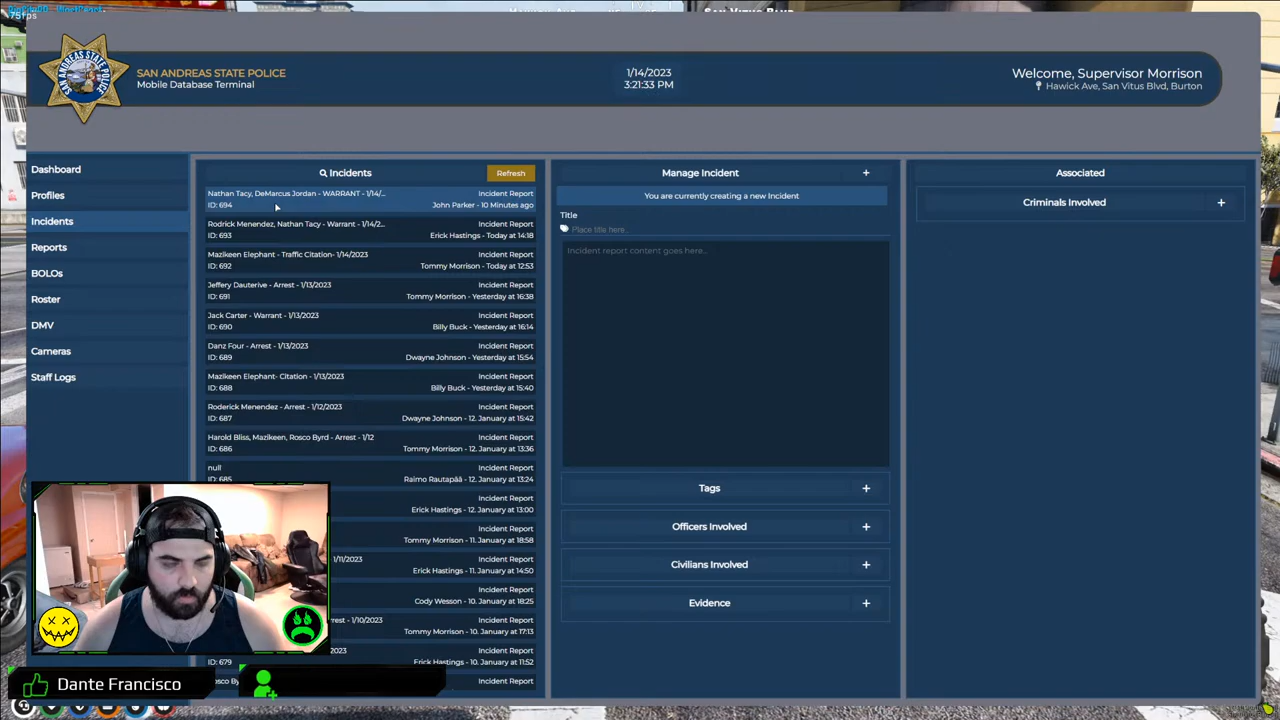 75fps
SAN ANDREAS STATE POLICE
Mobile Database Terminal
1/14/2023
3:21:33 PM
Welcome, Supervisor Morrison
Hawick Ave, San Vitus Blvd, Burton
Dashboard
Profiles
Incidents
Reports
BOLOs
Roster
DMV
Cameras
Staff Logs
Incidents
Refresh
Nathan Tacy, DeMarcus Jordan - WARRANT - 1/14/...
Incident Report
ID: 694
John Parker - 10 Minutes ago
Rodrick Menendez, Nathan Tacy - Warrant - 1/14/2...
Incident Report
ID: 693
Erick Hastings - Today at 14:18
Mazikeen Elephant - Traffic Citation- 1/14/2023
Incident Report
ID: 692
Tommy Morrison - Today at 12:53
Jeffery Dauterive - Arrest - 1/13/2023
Incident Report
ID: 691
Tommy Morrison - Yesterday at 16:38
Jack Carter - Warrant - 1/13/2023
Incident Report
ID: 690
Billy Buck - Yesterday at 16:14
Danz Four - Arrest - 1/13/2023
Incident Report
ID: 689
Dwayne Johnson - Yesterday at 15:54
Mazikeen Elephant- Citation - 1/13/2023
Incident Report
ID: 688
Billy Buck - Yesterday at 15:40
Roderick Menendez - Arrest - 1/12/2023
Incident Report
ID: 687
Dwayne Johnson - 12. January at 15:42
Harold Bliss, Mazikeen, Rosco Byrd - Arrest - 1/12
Incident Report
ID: 686
Tommy Morrison - 12. January at 13:36
null
Incident Report
ID: 685
Raimo Rautapää - 12. January at 13:24
Incident Report
Erick Hastings - 12. January at 13:00
Incident Report
Tommy Morrison - 11. January at 18:58
1/11/2023
Incident Report
Erick Hastings - 11. January at 14:50
Incident Report
Cody Wesson - 10. January at 18:25
rest - 1/10/2023
Incident Report
Tommy Morrison - 10. January at 17:13
2023
Incident Report
ID: 679
Erick Hastings - 10. January at 11:52
Incident Report
Manage Incident +
You are currently creating a new Incident
Title
Place title here...
Incident report content goes here...
Tags +
Officers Involved +
Civilians Involved +
Evidence +
Associated
Criminals Involved +
Dante Francisco